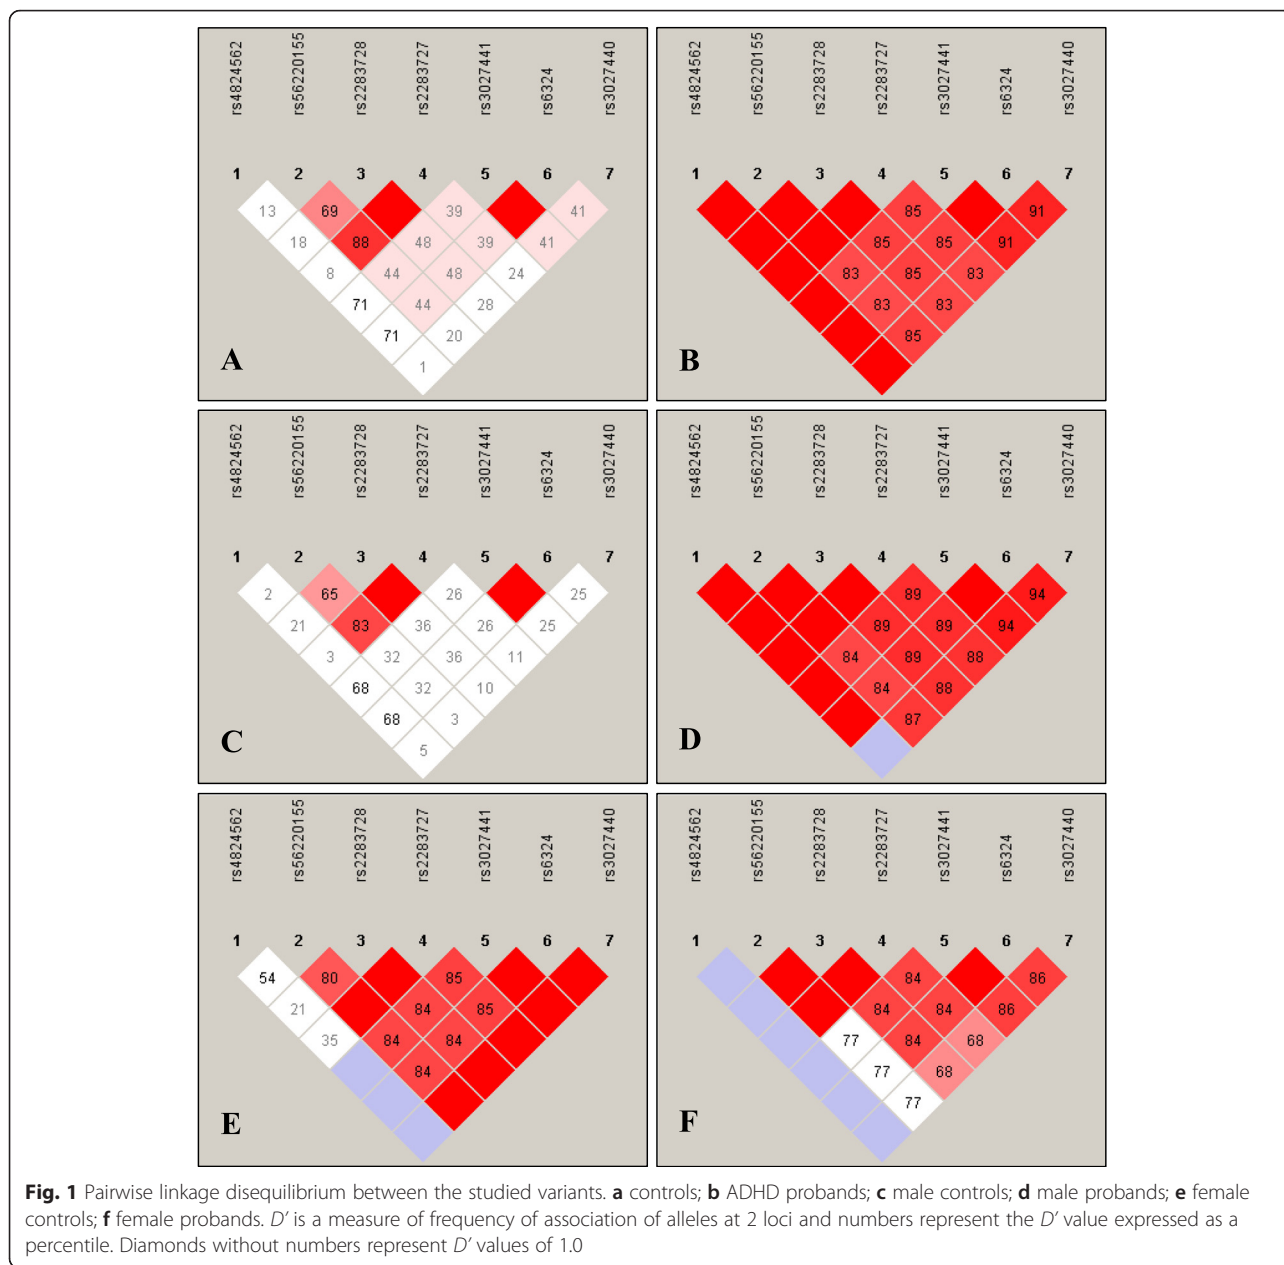 rs4824562 rs56220155 rs2283728 rs2283727 rs3027441 rs6324 rs3027440
1 2 3 4 5 6 7
13 69 39 41
18 88 48 39 41
8 44 48 24
71 44 28
71 20
1
A
rs4824562 rs56220155 rs2283728 rs2283727 rs3027441 rs6324 rs3027440
1 2 3 4 5 6 7
85 91
85 85 91
83 85 83
83 83
85
B
rs4824562 rs56220155 rs2283728 rs2283727 rs3027441 rs6324 rs3027440
1 2 3 4 5 6 7
2 65 26 25
21 83 36 26 25
3 32 36 11
68 32 10
68 3
5
C
rs4824562 rs56220155 rs2283728 rs2283727 rs3027441 rs6324 rs3027440
1 2 3 4 5 6 7
89 94
89 89 94
84 89 88
84 88
87
D
rs4824562 rs56220155 rs2283728 rs2283727 rs3027441 rs6324 rs3027440
1 2 3 4 5 6 7
54 80 85
21 84 85
35 84 84
84
E
rs4824562 rs56220155 rs2283728 rs2283727 rs3027441 rs6324 rs3027440
1 2 3 4 5 6 7
84 86
84 84 86
77 84 68
77 68
77
F
Fig. 1 Pairwise linkage disequilibrium between the studied variants. a controls; b ADHD probands; c male controls; d male probands; e female
controls; f female probands. D′ is a measure of frequency of association of alleles at 2 loci and numbers represent the D′ value expressed as a
percentile. Diamonds without numbers represent D′ values of 1.0